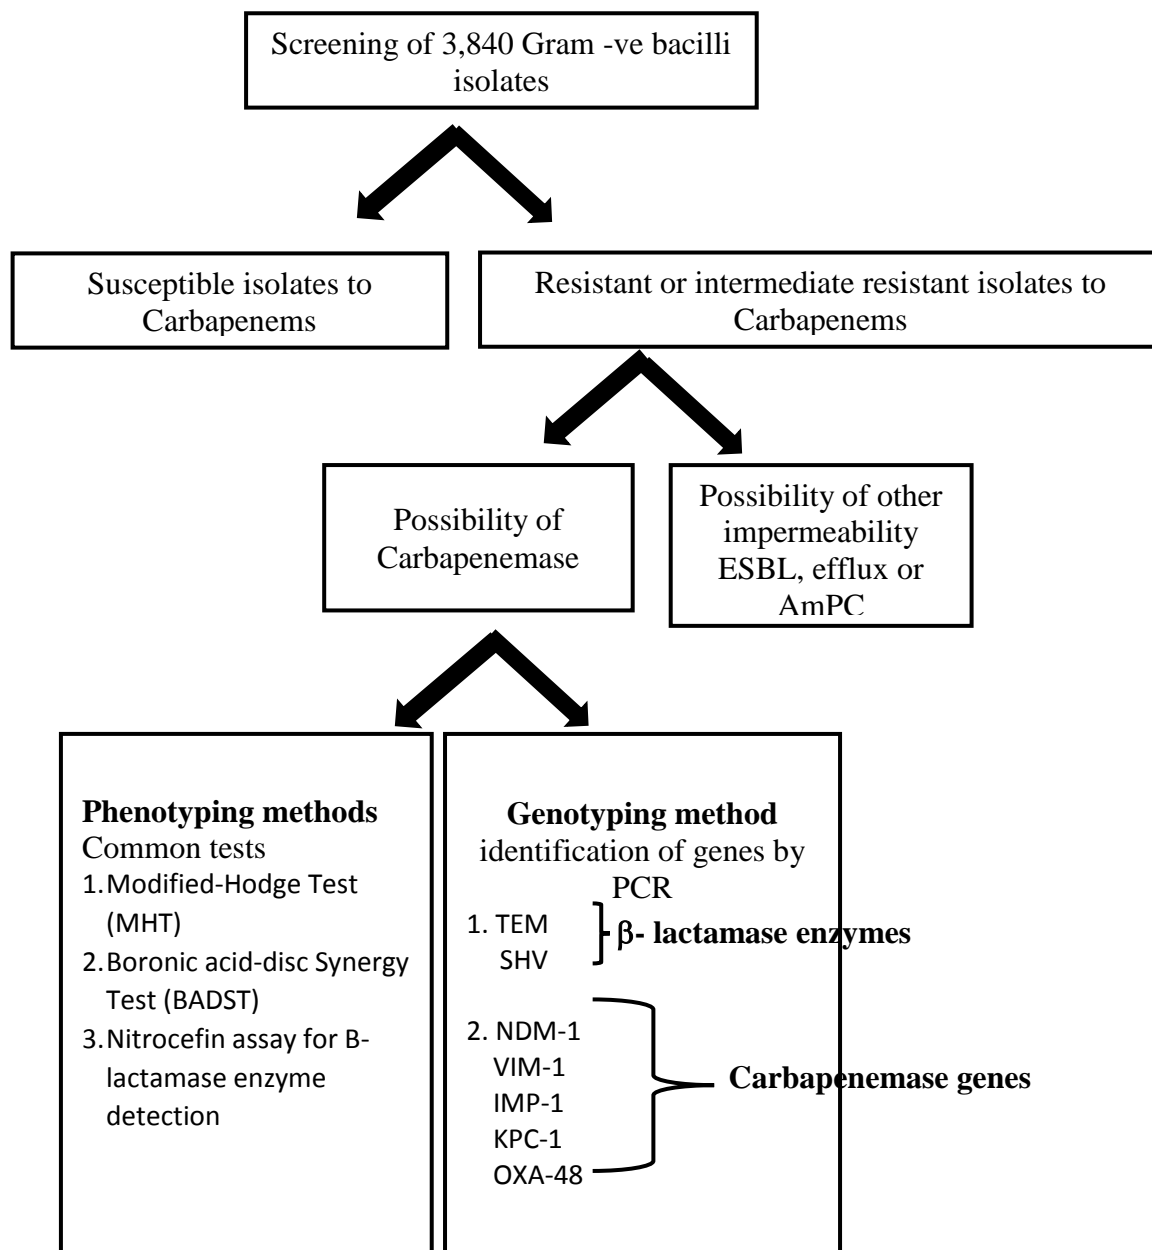 Screening of 3,840 Gram -ve bacilli
isolates
Susceptible isolates to
Carbapenems
Resistant or intermediate resistant isolates to
Carbapenems
Possibility of
Carbapenemase
Possibility of other
impermeability
ESBL, efflux or
AmPC
Phenotyping methods
Common tests
1. Modified-Hodge Test
(MHT)
2. Boronic acid-disc Synergy
Test (BADST)
3. Nitrocefin assay for B-
lactamase enzyme
detection
Genotyping method
identification of genes by
PCR
1. TEM
SHV
β- lactamase enzymes
2. NDM-1
VIM-1
IMP-1
KPC-1
OXA-48
Carbapenemase genes